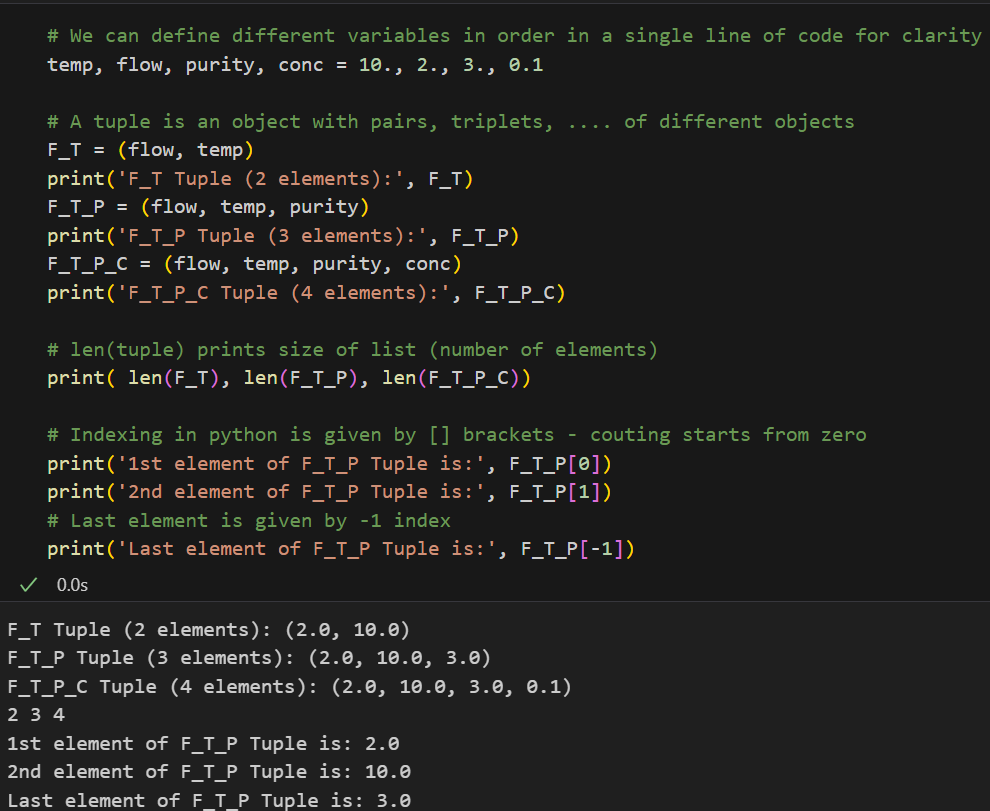 # We can define different variables in order in a single line of code for clarity
temp, flow, purity, conc = 10., 2., 3., 0.1
# A tuple is an object with pairs, triplets, .... of different objects
F_T = (flow, temp)
print('F_T Tuple (2 elements):', F_T)
F_T_P = (flow, temp, purity)
print('F_T_P Tuple (3 elements):', F_T_P)
F_T_P_C = (flow, temp, purity, conc)
print('F_T_P_C Tuple (4 elements):', F_T_P_C)
# len(tuple) prints size of list (number of elements)
print( len(F_T), len(F_T_P), len(F_T_P_C))
# Indexing in python is given by [] brackets - couting starts from zero
print('1st element of F_T_P Tuple is:', F_T_P[0])
print('2nd element of F_T_P Tuple is:', F_T_P[1])
# Last element is given by -1 index
print('Last element of F_T_P Tuple is:', F_T_P[-1])
0.0s
F_T Tuple (2 elements): (2.0, 10.0)
F_T_P Tuple (3 elements): (2.0, 10.0, 3.0)
F_T_P_C Tuple (4 elements): (2.0, 10.0, 3.0, 0.1)
2 3 4
1st element of F_T_P Tuple is: 2.0
2nd element of F_T_P Tuple is: 10.0
Last element of F_T_P Tuple is: 3.0